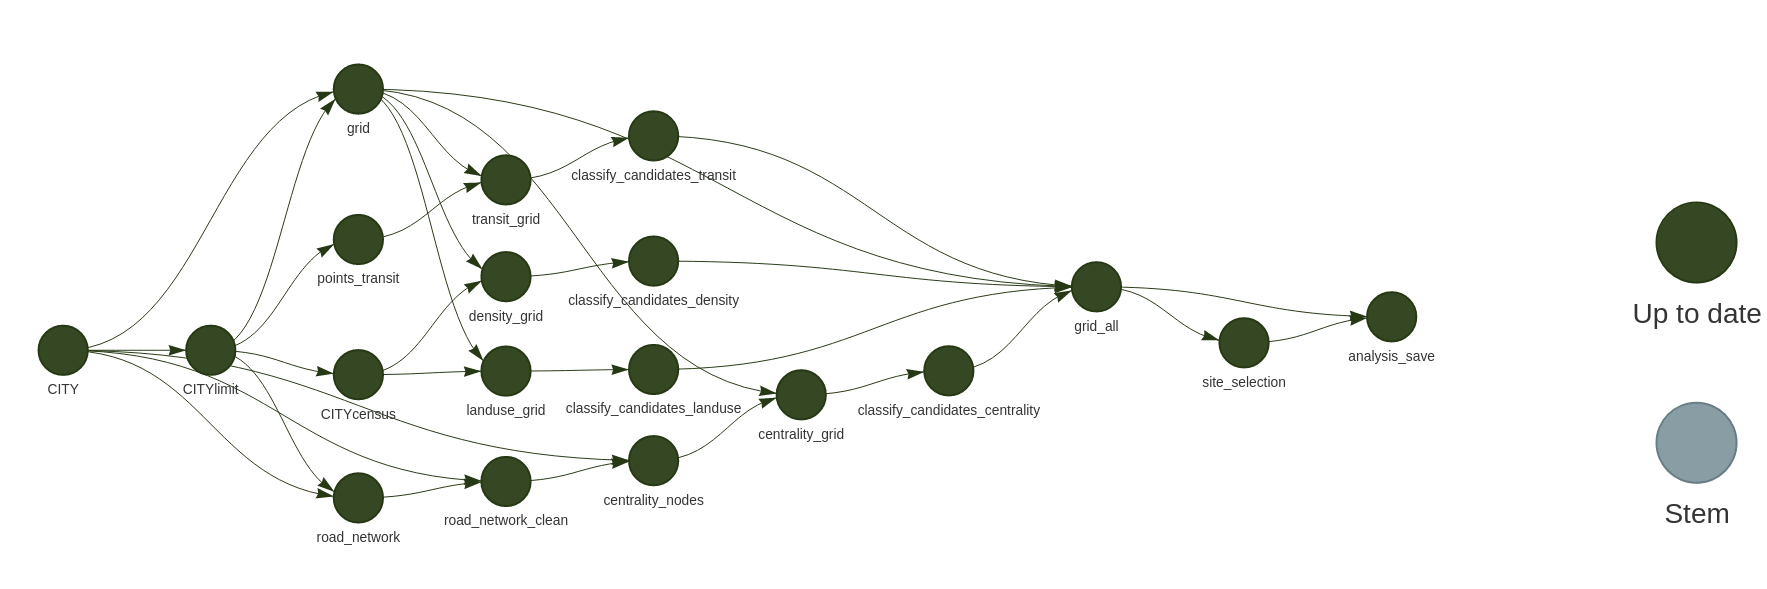 grid
classify_candidates_transit
transit_grid
points_transit
classify_candidates_density
density_grid
grid_all
Up to date
analysis_save
site_selection
CITY
CITYlimit
CITYcensus
landuse_grid
classify_candidates_landuse
classify_candidates_centrality
centrality_grid
centrality_nodes
road_network_clean
road_network
Stem